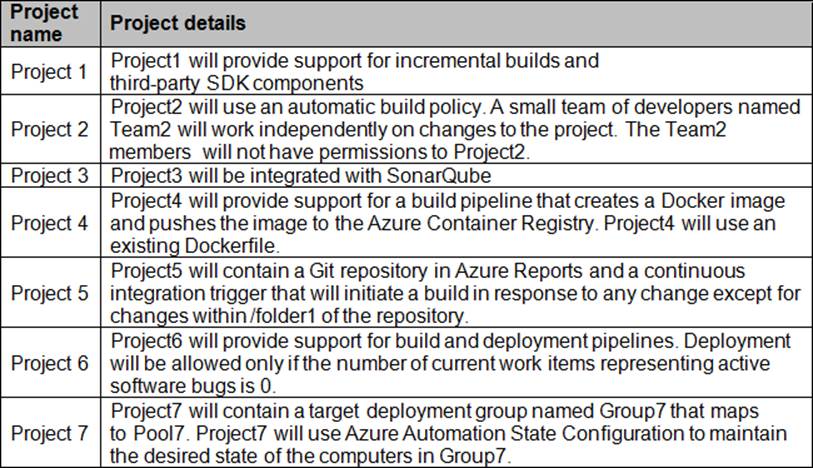 Project name
Project details
Project 1
Project1 will provide support for incremental builds and
third-party SDK components
Project 2
Project2 will use an automatic build policy. A small team of developers named
Team2 will work independently on changes to the project. The Team2
members will not have permissions to Project2.
Project 3
Project3 will be integrated with SonarQube
Project 4
Project4 will provide support for a build pipeline that creates a Docker image
and pushes the image to the Azure Container Registry. Project4 will use an
existing Dockerfile.
Project 5
Project5 will contain a Git repository in Azure Reports and a continuous
integration trigger that will initiate a build in response to any change except for
changes within /folder1 of the repository.
Project 6
Project6 will provide support for build and deployment pipelines. Deployment
will be allowed only if the number of current work items representing active
software bugs is 0.
Project 7
Project7 will contain a target deployment group named Group7 that maps
to Pool7. Project7 will use Azure Automation State Configuration to maintain
the desired state of the computers in Group7.